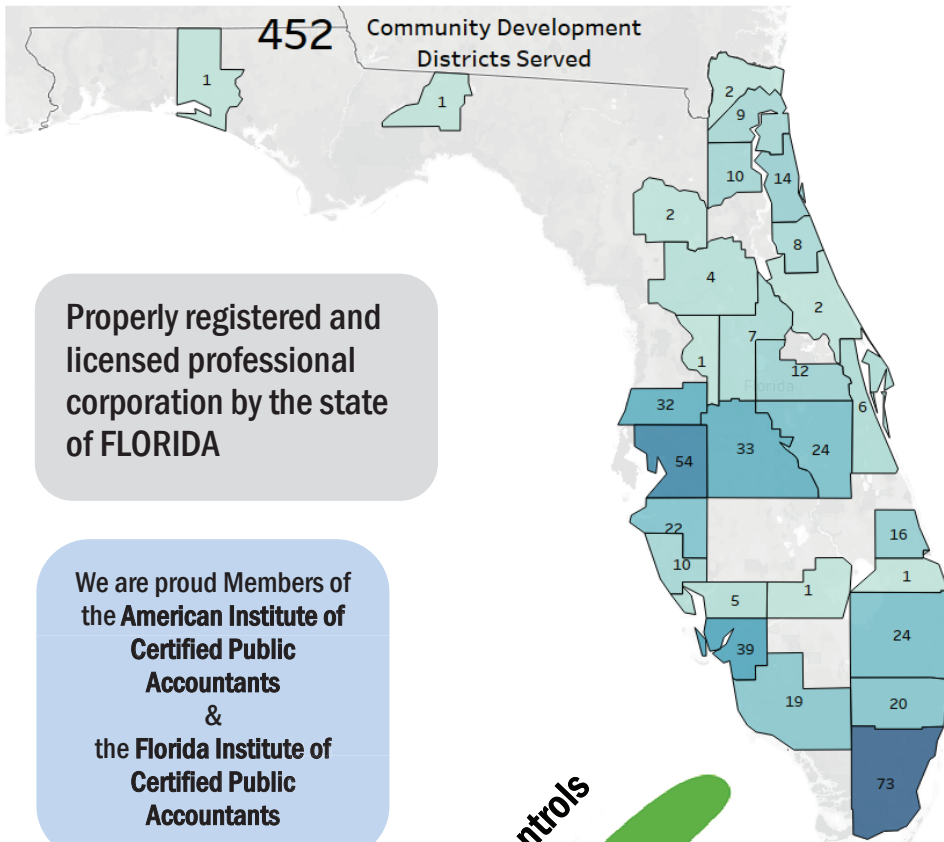 452
Community Development
Districts Served
1
1
2
9
10
14
2
8
4
2
7
1
12
Florida
6
32
33
24
54
22
16
10
1
1
5
24
39
19
20
73
Properly registered and
licensed professional
corporation by the state
of FLORIDA
We are proud Members of
the American Institute of
Certified Public
Accountants
&
the Florida Institute of
Certified Public
Accountants
ntrols